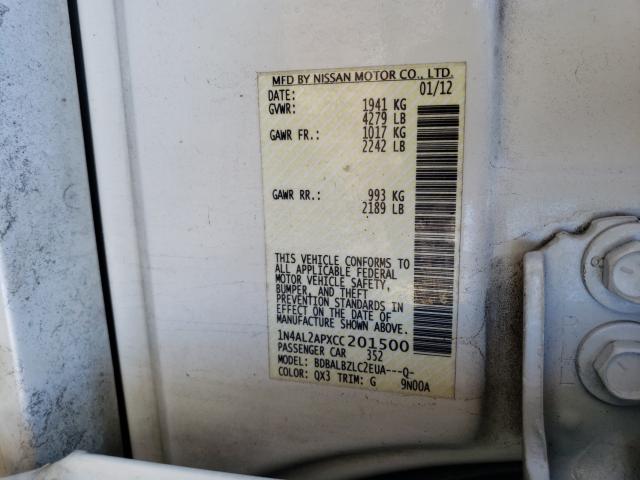 MFD BY NISSAN MOTOR CO., LTD.
DATE: 01/12
GVWR: 1941 KG
4279 LB
GAWR FR.: 1017 KG
2242 LB
GAWR RR.: 993 KG
2189 LB
THIS VEHICLE CONFORMS TO
ALL APPLICABLE FEDERAL
MOTOR VEHICLE SAFETY,
BUMPER, AND THEFT
PREVENTION STANDARDS IN
EFFECT ON THE DATE OF
MANUFACTURE SHOWN ABOVE.
1N4AL2APXCC201500
PASSENGER CAR 352
MODEL: BDBALBZLC2EUA---Q-
COLOR: QX3 TRIM: G 9N00A